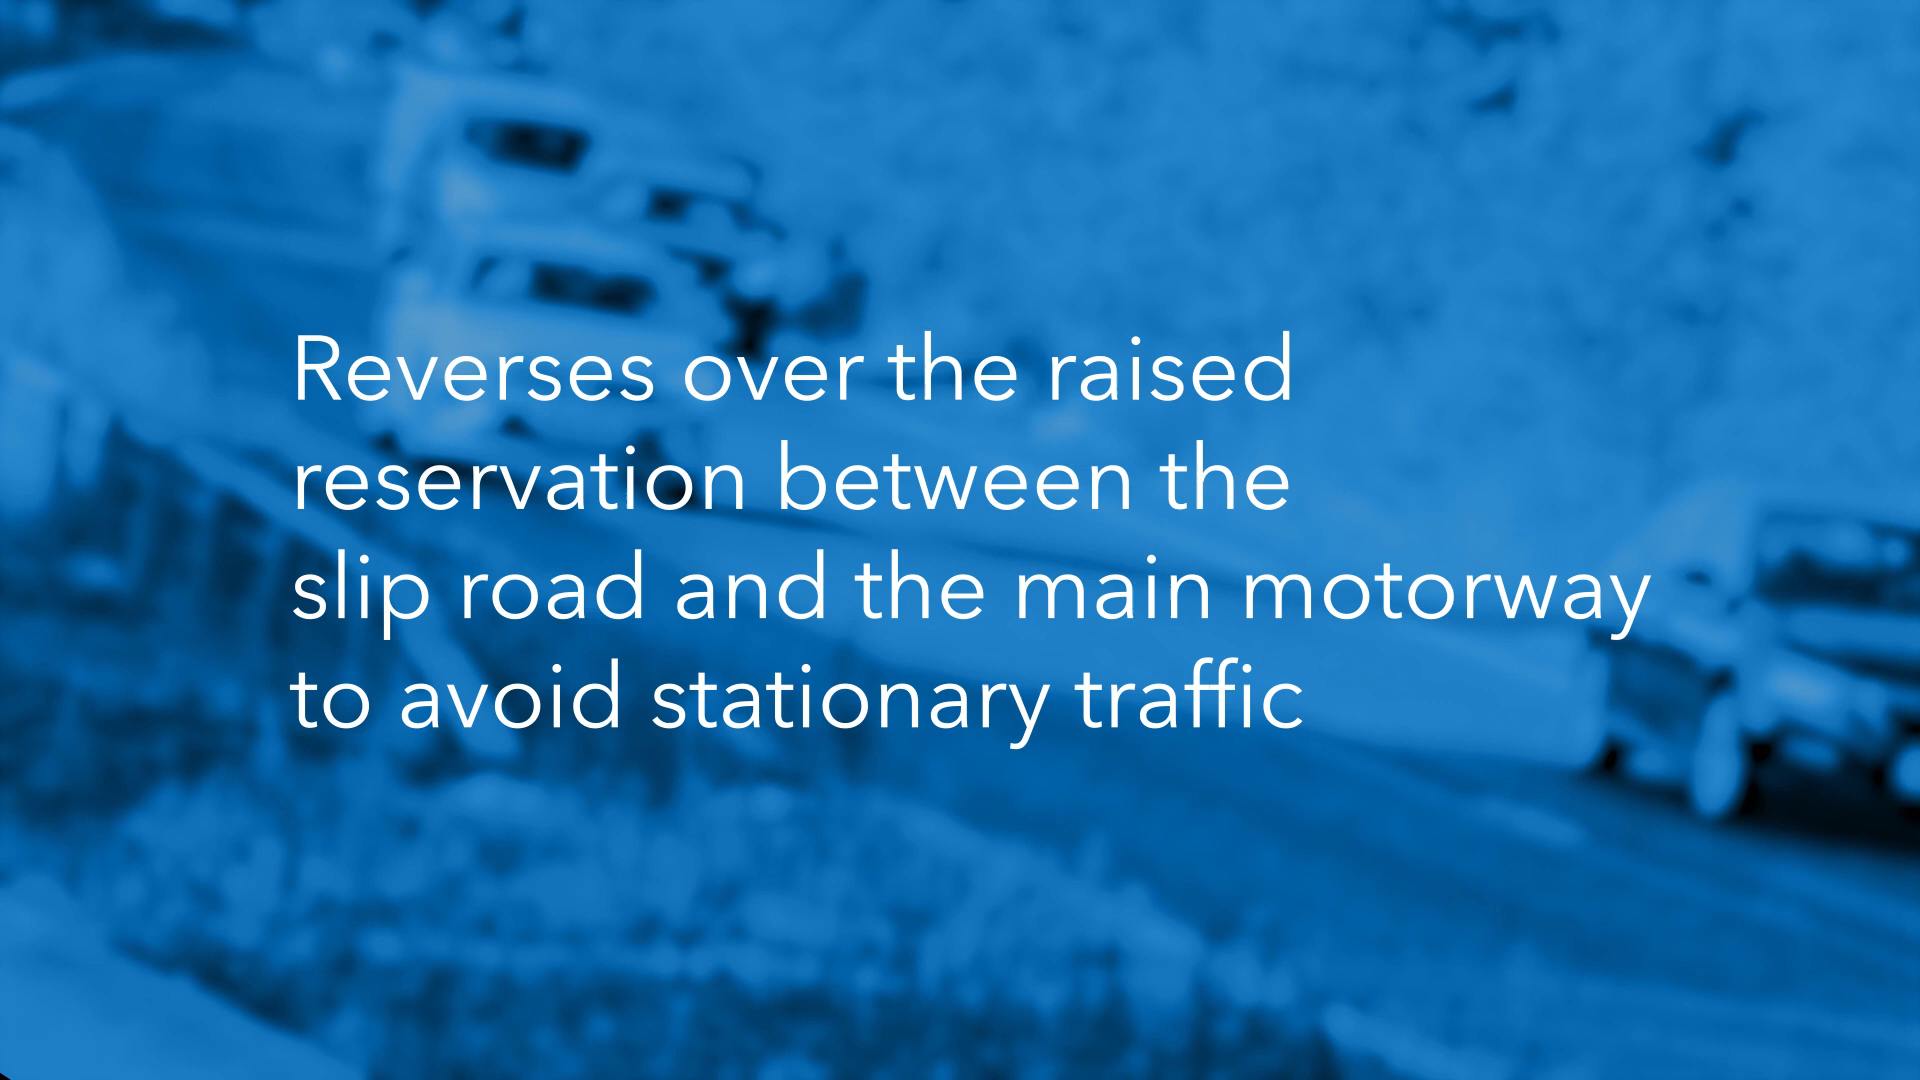 Reverses over the raised
reservation between the
slip road and the main motorway
to avoid stationary traffic